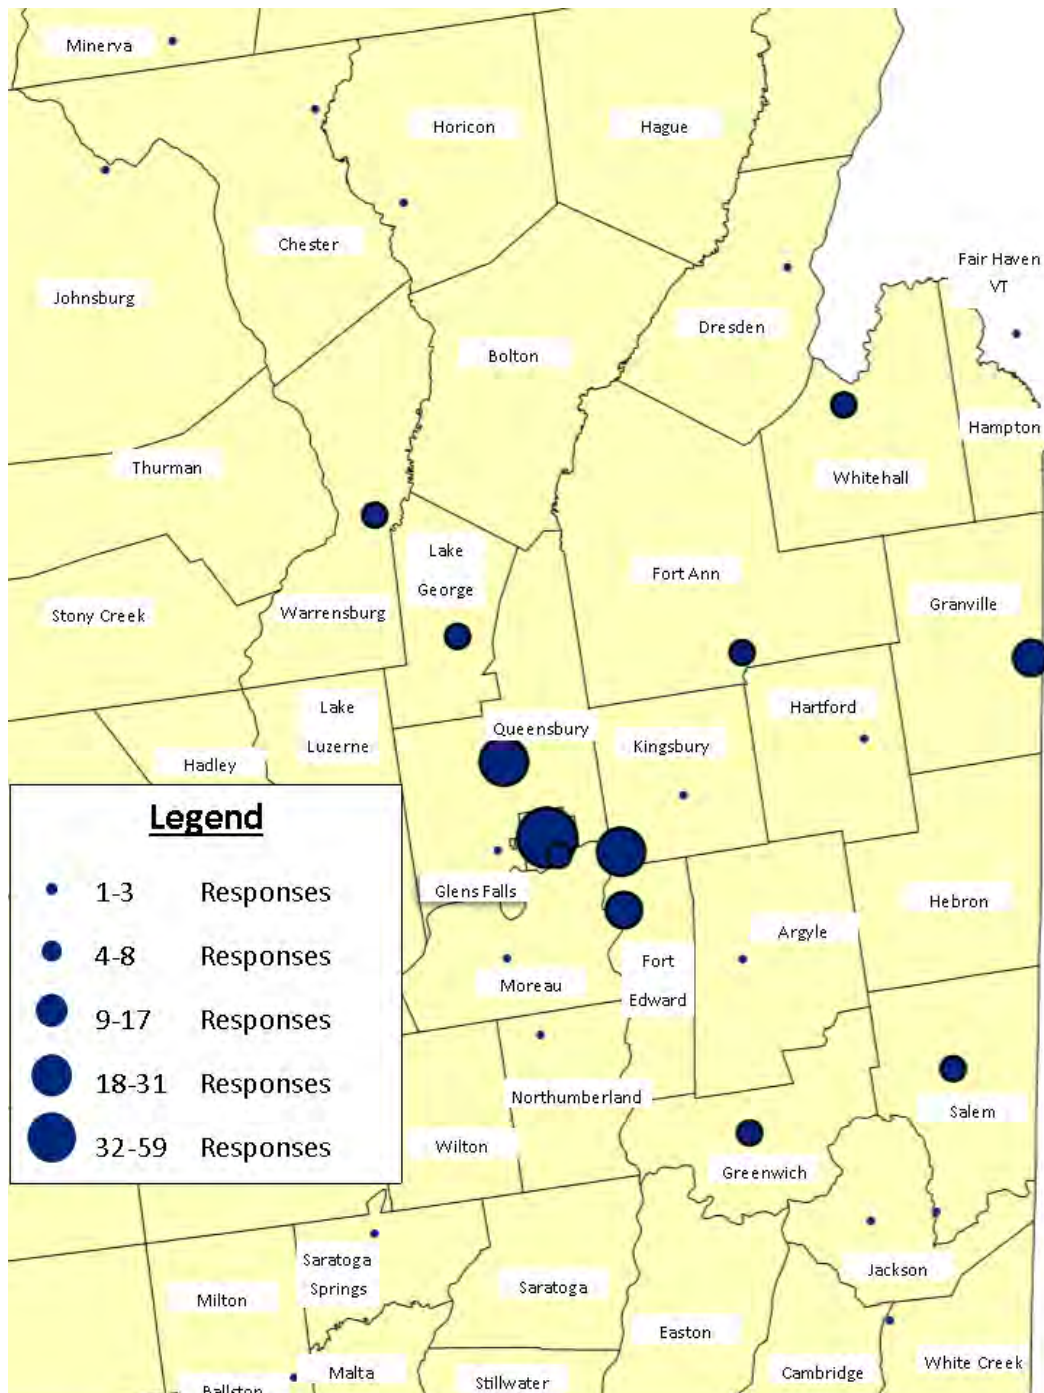 Minerva
Horicon
Hague
Chester
Fair Haven
VT
Johnsburg
Dresden
Bolton
Hampton
Thurman
Whitehall
Lake
George
Fort Ann
Granville
Stony Creek
Warrensburg
Lake
Luzerne
Hartford
Queensbury
Kingsbury
Hadley
Legend
1-3 Responses
4-8 Responses
9-17 Responses
18-31 Responses
32-59 Responses
Glens Falls
Hebron
Argyle
Fort
Edward
Moreau
Northumberland
Salem
Wilton
Greenwich
Saratoga
Springs
Jackson
Saratoga
Milton
Easton
White Creek
Malta
Cambridge
Stillwater
Ballston